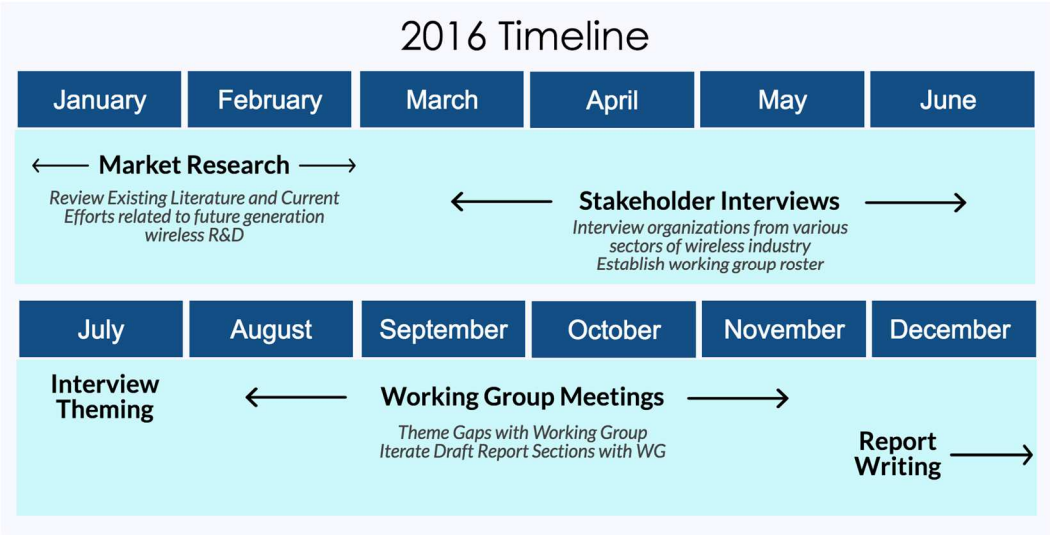 2016 Timeline
January
February
March
April
May
June
Market Research
Review Existing Literature and Current
Efforts related to future generation
wireless R&D
Stakeholder Interviews
Interview organizations from various
sectors of wireless industry
Establish working group roster
July
August
September
October
November
December
Interview
Theming
Working Group Meetings
Theme Gaps with Working Group
Iterate Draft Report Sections with WG
Report
Writing